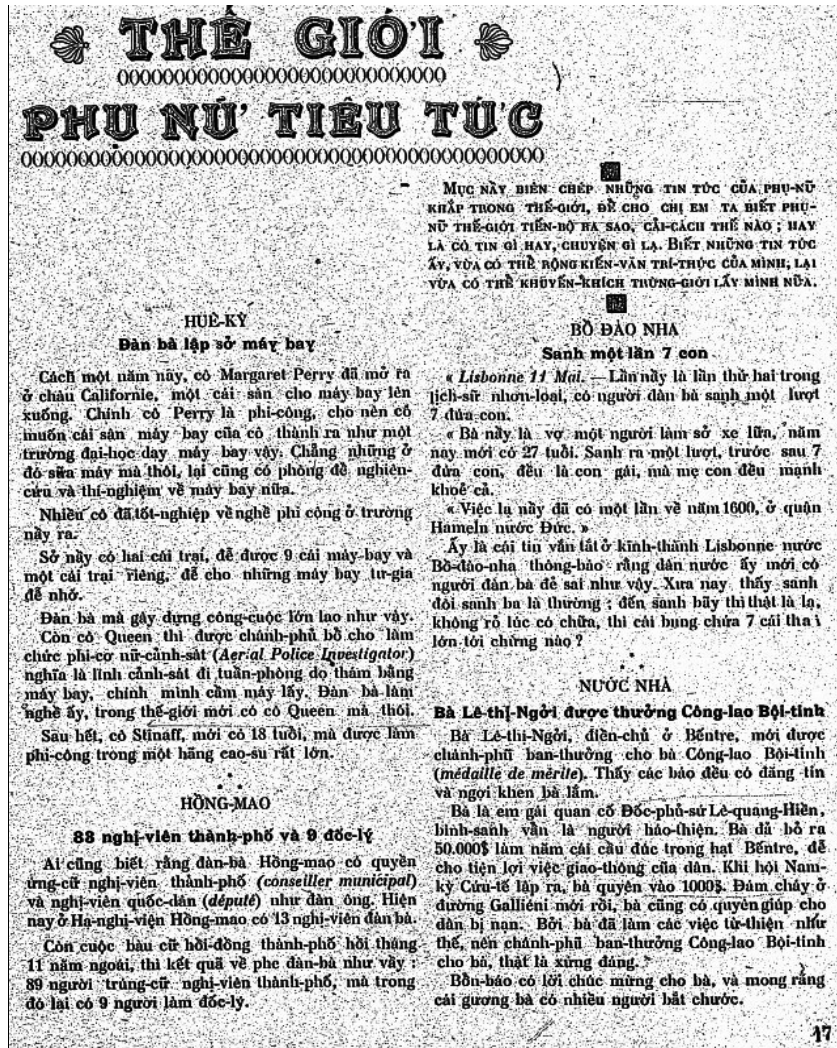 THẾ GIỚI
PHỤ NỮ TIÊU TỨC
MỤC NẦY BIÊN CHÉP NHỮNG TIN TỨC CỦA PHỤ-NỮ
KHẮP TRONG THẾ-GIỚI, ĐỂ CHO CHỊ EM TA BIẾT PHỤ-
NỮ THẾ-GIỚI TIẾN-BỘ RA SAO, CẢI-CÁCH THẾ NÀO ; HAY
LÀ CÓ TIN GÌ HAY, CHUYỆN GÌ LẠ. BIẾT NHỮNG TIN TỨC
ẤY, VỪA CÓ THỂ RỘNG KIẾN-VĂN TRÍ-THỨC CỦA MÌNH; LẠI
VỪA CÓ THỂ KHUYẾN-KHÍCH TRỪNG-GIỚI LẤY MÌNH NỮA.
HUÊ-KỲ
Đàn bà lập sở máy bay
Cách một năm nay, cô Margaret Perry đã mở ra
ở châu Californie, một cái sân cho máy bay lên
xuống. Chính cô Perry là phi-công, cho nên cô
muốn cái sân máy bay của cô thành ra như một
trường đại-học dạy máy bay vậy. Chẳng những ở
đó sửa máy mà thôi, lại cũng có phòng để nghiên-
cứu và thí-nghiệm về máy bay nữa.
Nhiều cô đã tốt-nghiệp về nghề phi công ở trường
nầy ra.
Sở nầy có hai cái trại, để được 9 cái máy-bay và
một cái trại riêng, để cho những máy bay tư-gia
để nhờ.
Đàn bà mà gây dựng công-cuộc lớn lao như vậy.
Còn cô Queen thì được chánh-phủ bổ cho làm
chức phi-cơ nữ-cảnh-sát (Aerial Police Investigator)
nghĩa là lính cảnh-sát đi tuần-phòng dọ thám bằng
máy bay, chính mình cầm máy lấy. Đàn bà làm
nghề ấy, trong thế-giới mới có cô Queen mà thôi.
Sau hết, cô Stinaff, mới có 18 tuổi, mà được làm
phi-công trong một hãng cao-su rất lớn.
HỒNG-MAO
88 nghị-viên thành-phố và 9 đốc-lý
Ai cũng biết rằng đàn-bà Hồng-mao có quyền
ứng-cử nghị-viên thành-phố (conseiller municipal)
và nghị-viên quốc-dân (député) như đàn ông. Hiện
nay ở Hạ-nghị-viện Hồng-mao có 13 nghị-viên đàn bà.
Còn cuộc bầu cử hồi-đồng thành-phố hồi tháng
11 năm ngoái, thì kết quả về phe đàn-bà như vầy :
89 người trúng-cử nghị-viên thành-phố, mà trong
đó lại có 9 người làm đốc-lý.
BỒ ĐÀO NHA
Sanh một lần 7 con
« Lisbonne 11 Mai. — Lần nầy là lần thứ hai trong
lịch-sử nhơn-loại, có người đàn bà sanh một lượt
7 đứa con.
« Bà nầy là vợ một người làm sở xe lửa, năm
nay mới có 27 tuổi. Sanh ra một lượt, trước sau 7
đứa con, đều là con gái, mà mẹ con đều mạnh
khoẻ cả.
« Việc lạ nầy đã có một lần về năm 1600, ở quận
Hameln nước Đức. »
Ấy là cái tin vắn tắt ở kinh-thành Lisbonne nước
Bồ-đào-nha thông-báo rằng dân nước ấy mới có
người đàn bà đẻ sai như vậy. Xưa nay thấy sanh
đôi sanh ba là thường ; đến sanh bảy thì thật là lạ,
không rõ lúc có chửa, thì cái bụng chứa 7 cái thai
lớn tới chừng nào ?
NƯỚC NHÀ
Bà Lê-thị-Ngỡi được thưởng Công-lao Bội-tinh
Bà Lê-thị-Ngỡi, điền-chủ ở Bếntre, mới được
chánh-phủ ban-thưởng cho bà Công-lao Bội-tinh
(médaille de mérite). Thấy các báo đều có đăng tin
và ngợi khen bà lắm.
Bà là em gái quan cố Đốc-phủ-sứ Lê-quang-Hiền,
bình-sanh vẫn là người háo-thiện. Bà đã bỏ ra
50.000$ làm năm cái cầu đúc trong hạt Bếntre, để
cho tiện lợi việc giao-thông của dân. Khi hội Nam-
kỳ Cứu-tế lập ra, bà quyên vào 1000$. Đám cháy ở
đường Galliéni mới rồi, bà cũng có quyên giúp cho
dân bị nạn. Bởi bà đã làm các việc từ-thiện như
thế, nên chánh-phủ ban-thưởng Công-lao Bội-tinh
cho bà, thật là xứng đáng.
Bổn-báo có lời chúc mừng cho bà, và mong rằng
cái gương bà có nhiều người bắt chước.
17